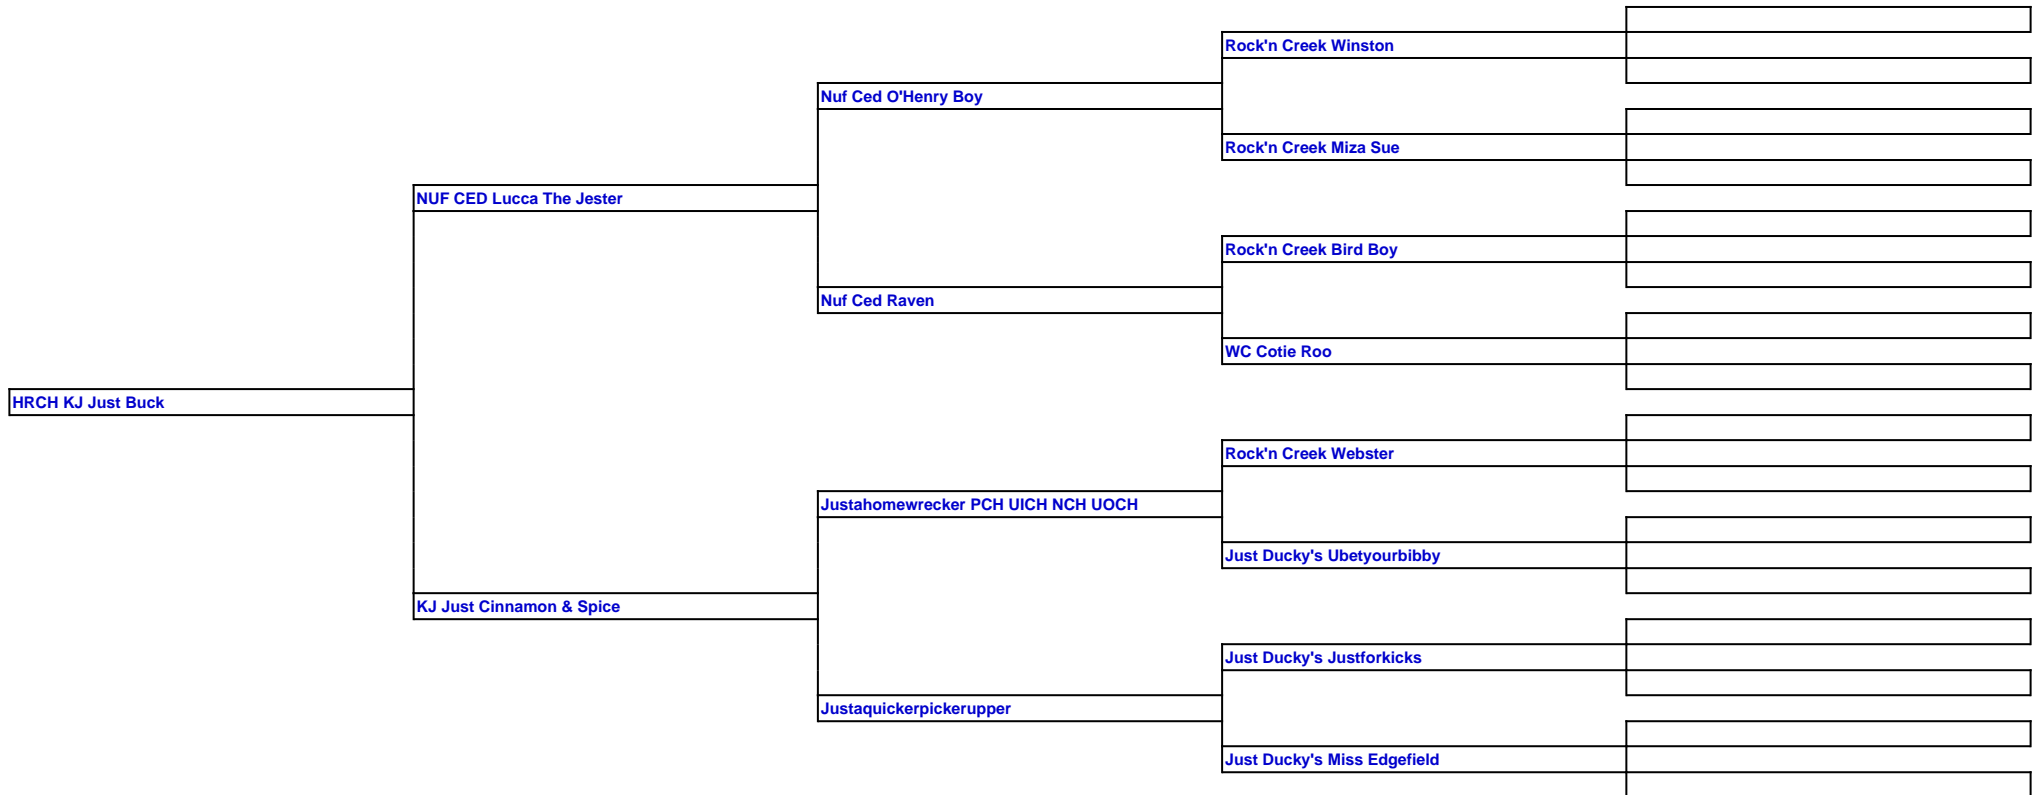 Rock'n Creek Winston
Nuf Ced O'Henry Boy
Rock'n Creek Miza Sue
NUF CED Lucca The Jester
Rock'n Creek Bird Boy
Nuf Ced Raven
WC Cotie Roo
HRCH KJ Just Buck
Rock'n Creek Webster
Justahomewrecker PCH UICH NCH UOCH
Just Ducky's Ubetyourbibby
KJ Just Cinnamon & Spice
Just Ducky's Justforkicks
Justaquickerpickerupper
Just Ducky's Miss Edgefield